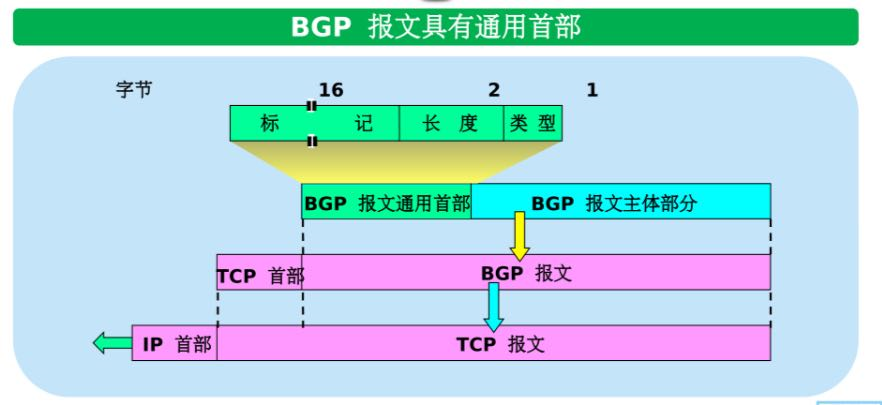 BGP 报文具有通用首部
字节 16 2 1
标 记 长 度 类 型
BGP 报文通用首部 BGP 报文主体部分
TCP 首部 BGP 报文
IP 首部 TCP 报文